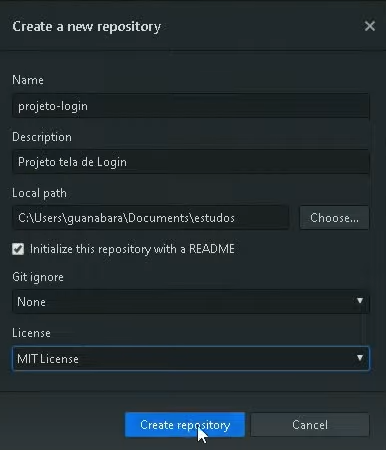 Create a new repository
Name
projeto-login
Description
Projeto tela de Login
Local path
C:\Users\guanabara\Documents\estudos
Choose...
Initialize this repository with a README
Git ignore
None
License
MIT License
Create repository
Cancel